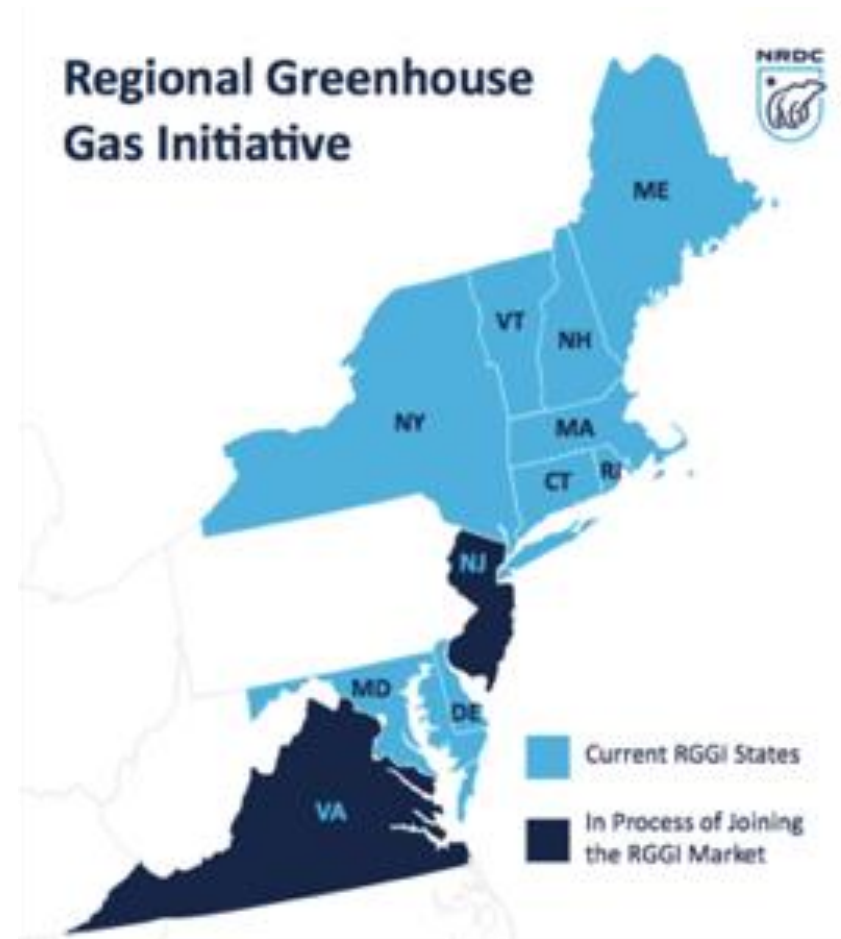 Regional Greenhouse
Gas Initiative
NRDC
ME
VT
NH
NY
MA
CT
RI
NJ
MD
DE
VA
Current RGGI States
In Process of Joining
the RGGI Market